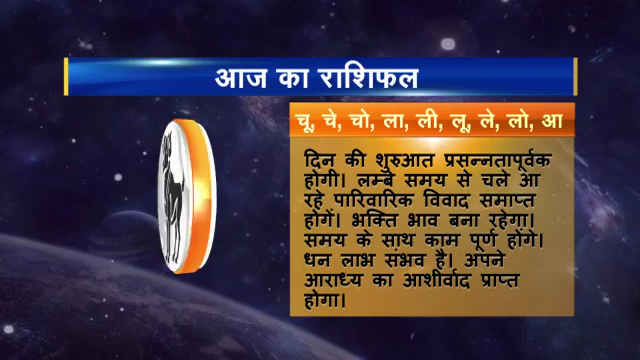 आज का राशिफल
चू, चे, चो, ला, ली, लू, ले, लो, आ
दिन की शुरुआत प्रसन्नतापूर्वक
होगी। लम्बे समय से चले आ
रहे पारिवारिक विवाद समाप्त
होगें। भक्ति भाव बना रहेगा।
समय के साथ काम पूर्ण होंगे।
धन लाभ संभव है। अपने
आराध्य का आशीर्वाद प्राप्त
होगा।